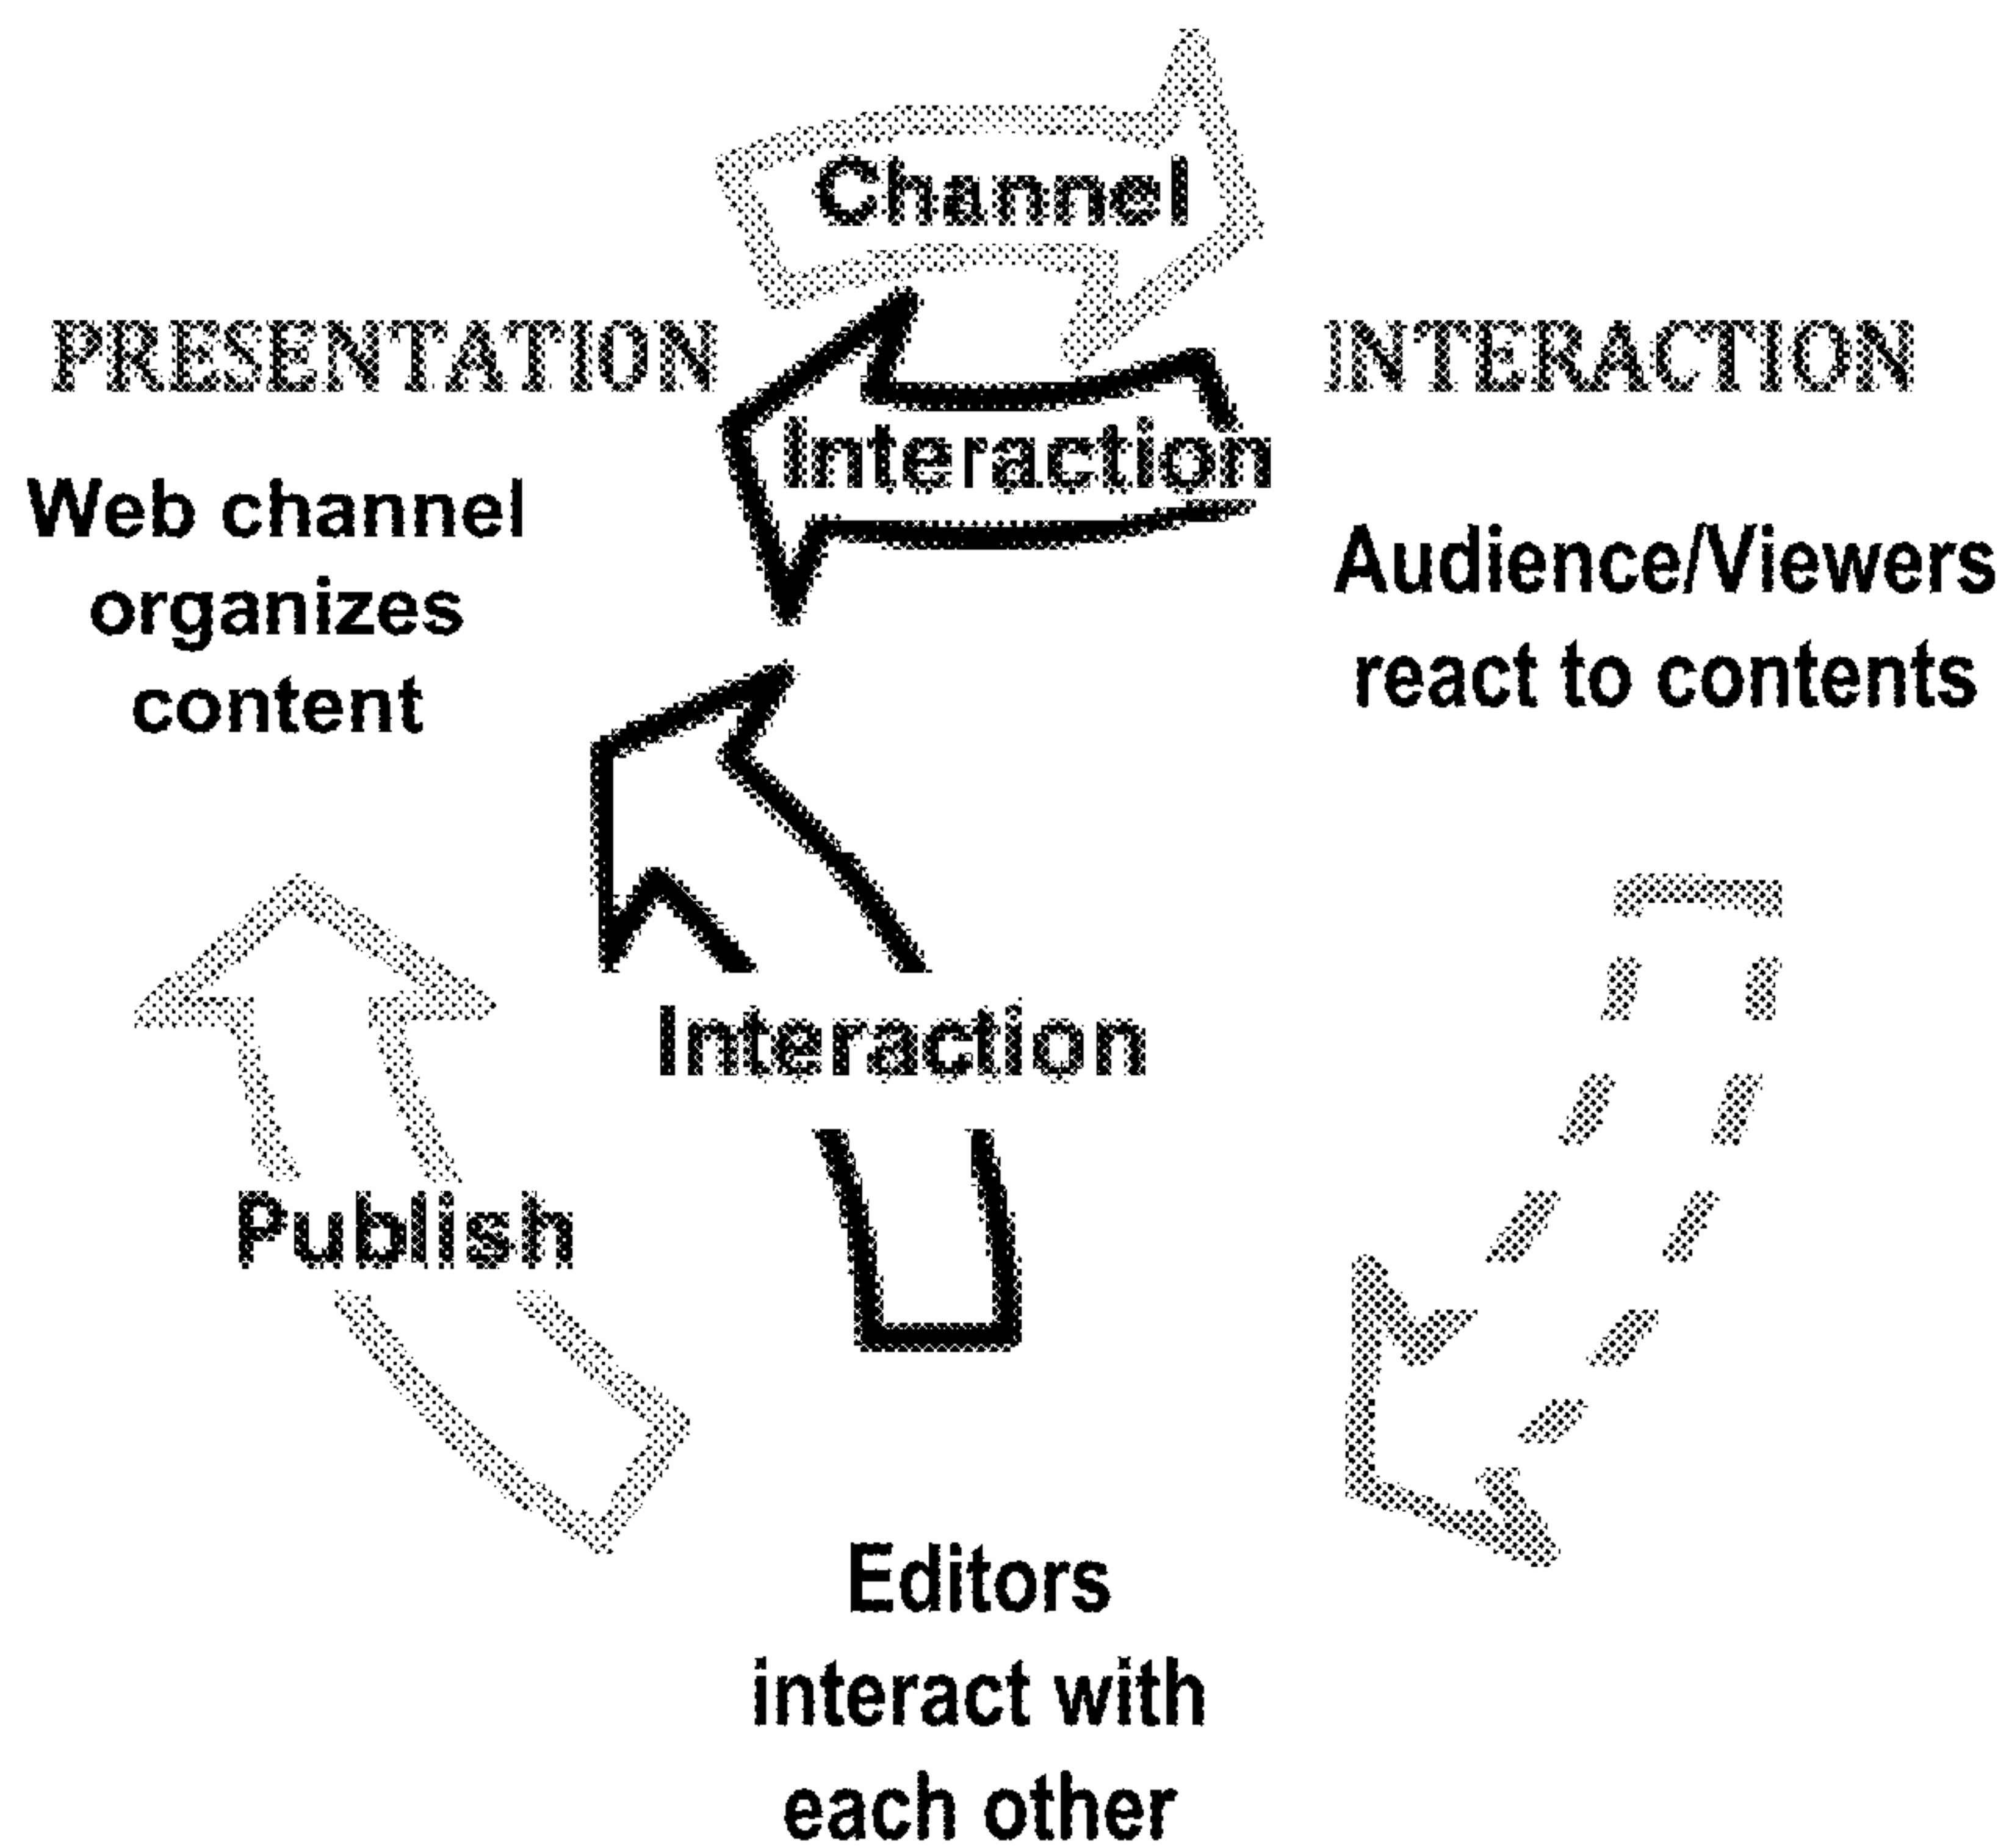 Channel
PRESENTATION
INTERACTION
Interaction
Web channel
organizes
content
Audience/Viewers
react to contents
Interaction
Publish
Editors
interact with
each other